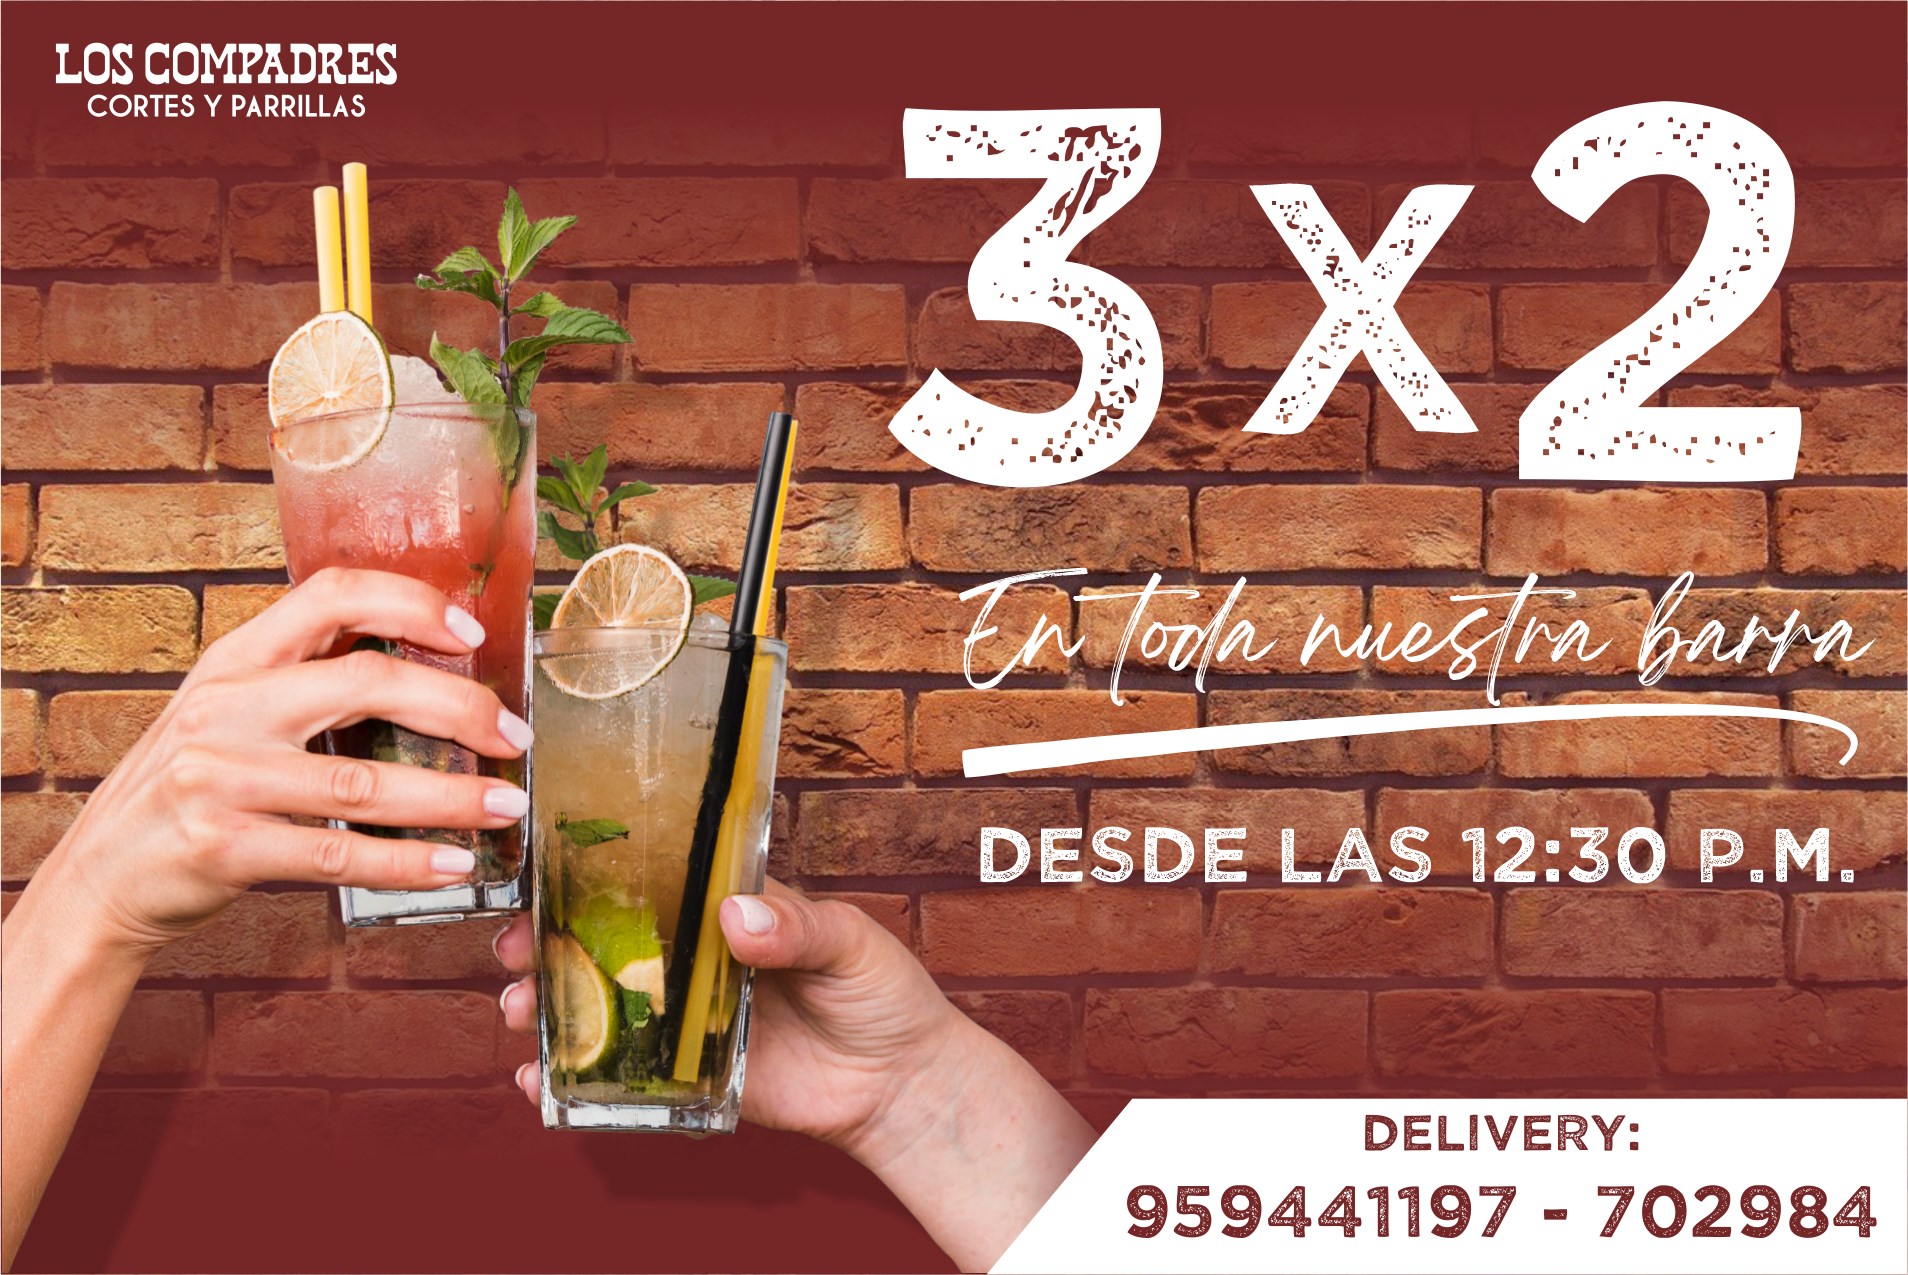 LOS COMPADRES
CORTES Y PARRILLAS
3x2
En toda nuestra barra
DESDE LAS 12:30 P.M.
DELIVERY:
959441197 - 702984